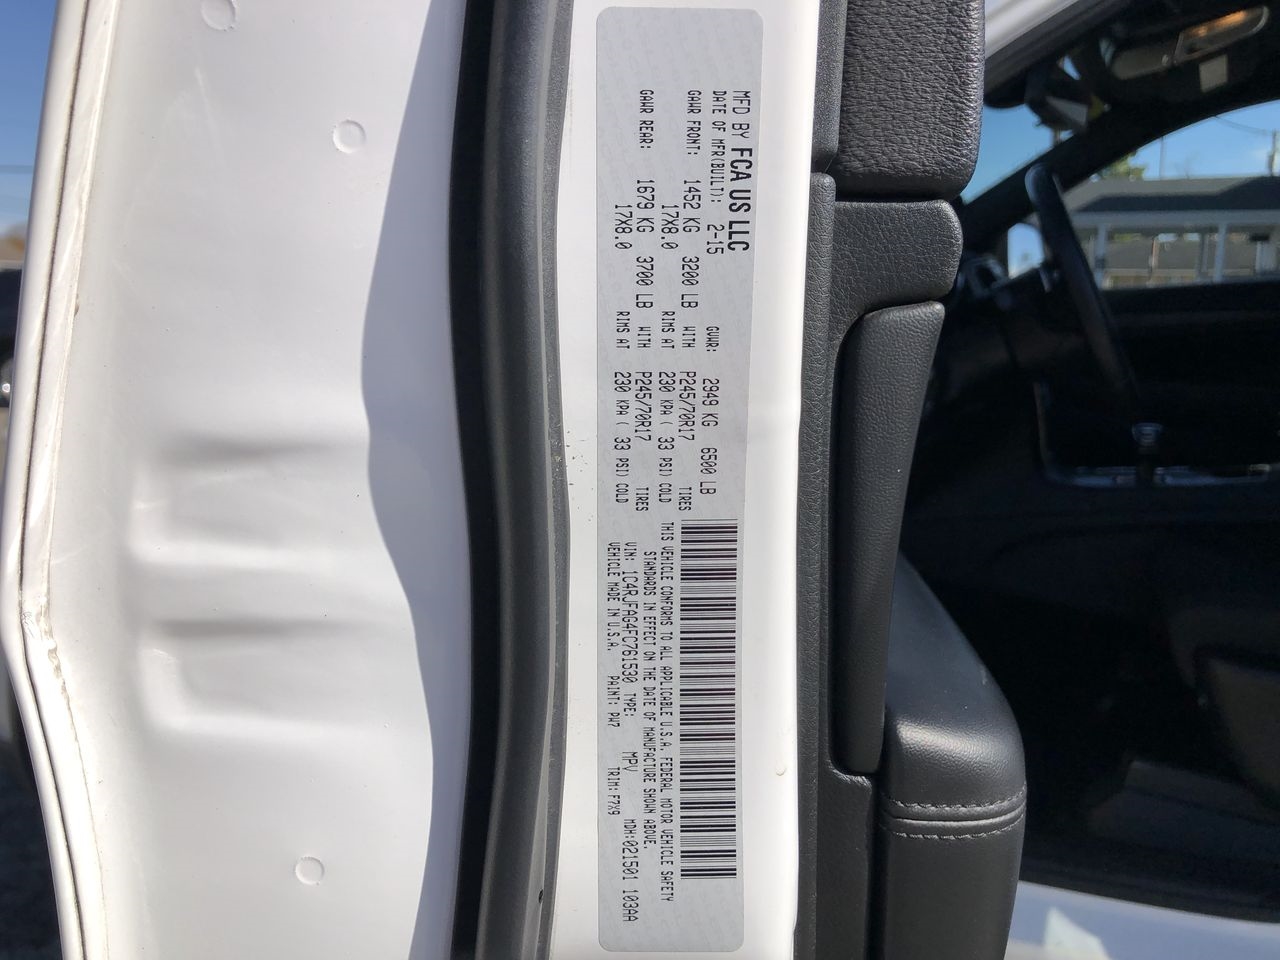 MFD BY FCA US LLC
DATE OF MFR(BUILT): 2-15 GVWR: 2949 KG 6500 LB
GAWR FRONT: 1452 KG 3200 LB WITH P245/70R17 TIRES
17X8.0 RIMS AT 230 KPA ( 33 PSI) COLD
GAWR REAR: 1679 KG 3700 LB WITH P245/70R17 TIRES
17X8.0 RIMS AT 230 KPA ( 33 PSI) COLD
THIS VEHICLE CONFORMS TO ALL APPLICABLE U.S.A. FEDERAL MOTOR VEHICLE SAFETY
STANDARDS IN EFFECT ON THE DATE OF MANUFACTURE SHOWN ABOVE.
VIN: 1C4RJFAG4FC761530 TYPE: MPV MDH:021501 103AA
VEHICLE MADE IN U.S.A. PAINT: PW7 TRIM: F7X9